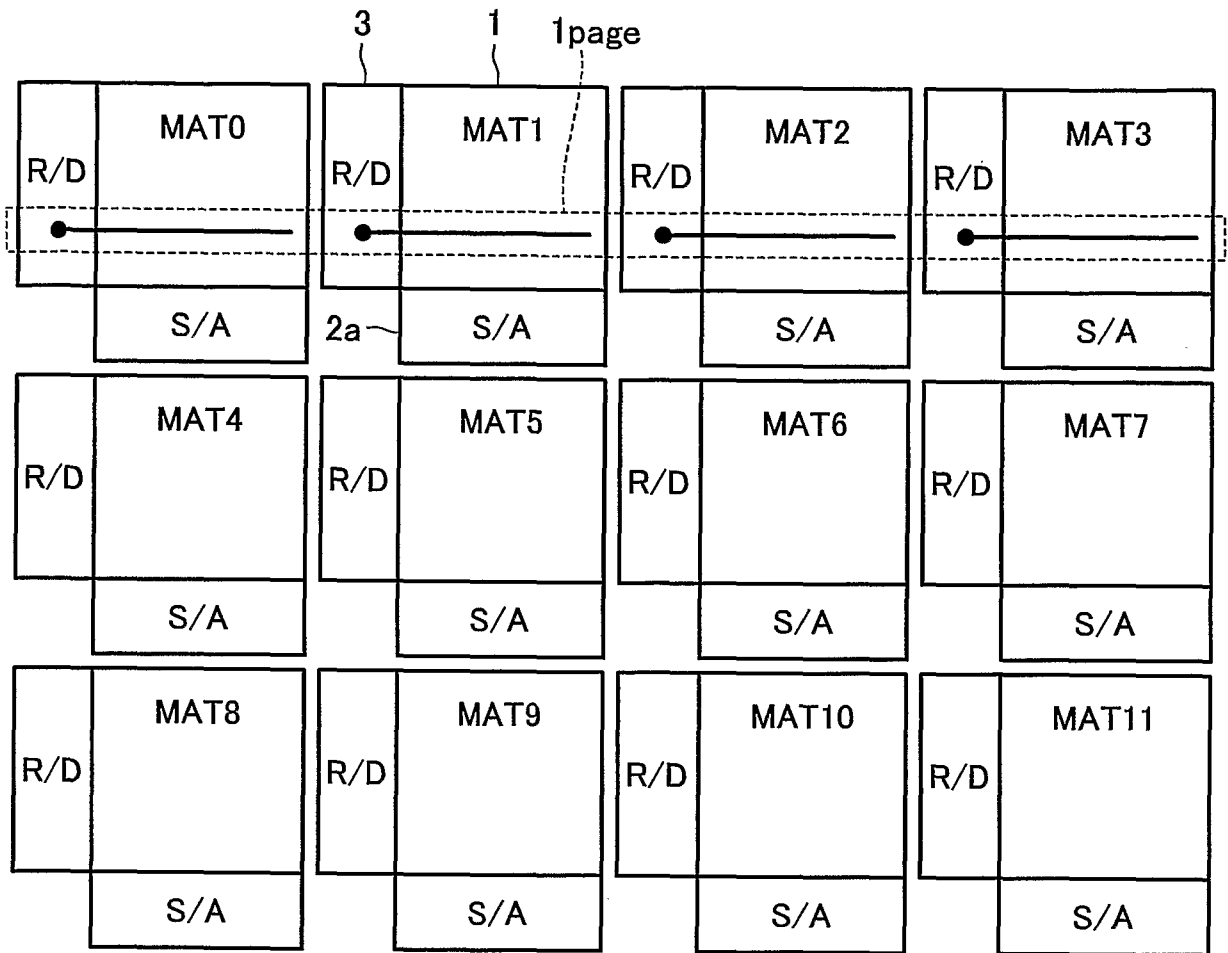 3 1 1page
MAT0 MAT1 MAT2 MAT3
R/D R/D R/D R/D
2a
S/A S/A S/A S/A
MAT4 MAT5 MAT6 MAT7
R/D R/D R/D R/D
S/A S/A S/A S/A
MAT8 MAT9 MAT10 MAT11
R/D R/D R/D R/D
S/A S/A S/A S/A